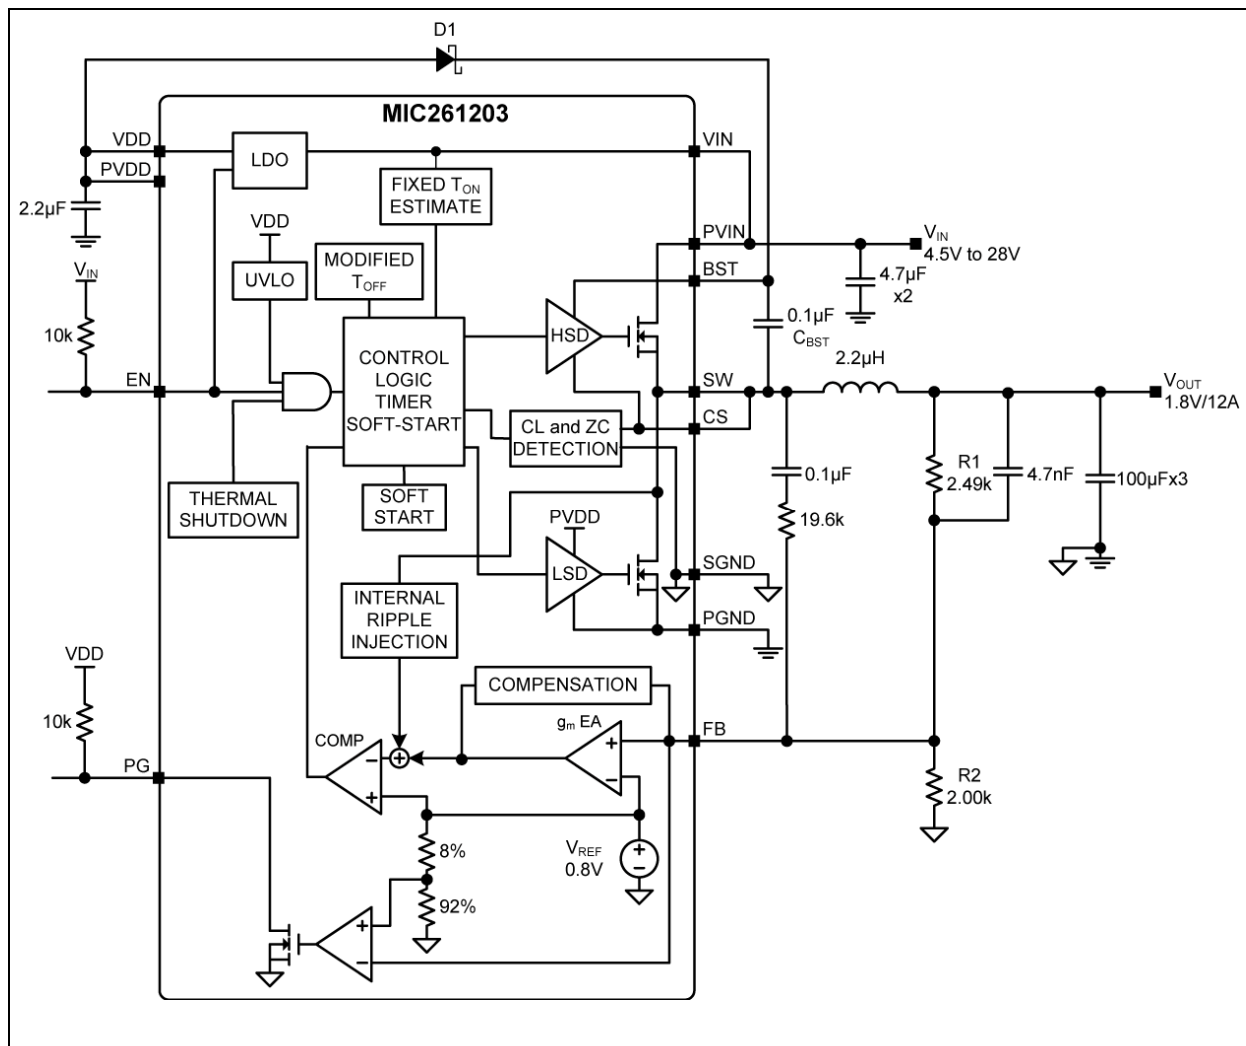 D1
MIC261203
VDD
VIN
LDO
PVDD
2.2µF
FIXED TON
ESTIMATE
VDD
PVIN
VIN
4.5V to 28V
MODIFIED
TOFF
VIN
UVLO
BST
4.7µF
x2
10k
HSD
0.1µF
CBST
CONTROL
LOGIC
TIMER
SOFT-START
2.2µH
EN
SW
VOUT
1.8V/12A
CS
CL and ZC
DETECTION
R1
2.49k
0.1µF
4.7nF
100µFx3
THERMAL
SHUTDOWN
SOFT
START
19.6k
PVDD
LSD
SGND
INTERNAL
RIPPLE
INJECTION
PGND
VDD
COMPENSATION
10k
gm EA
FB
COMP
+
−
−
+
+
−
PG
R2
2.00k
8%
VREF
0.8V
+
−
92%
+
−